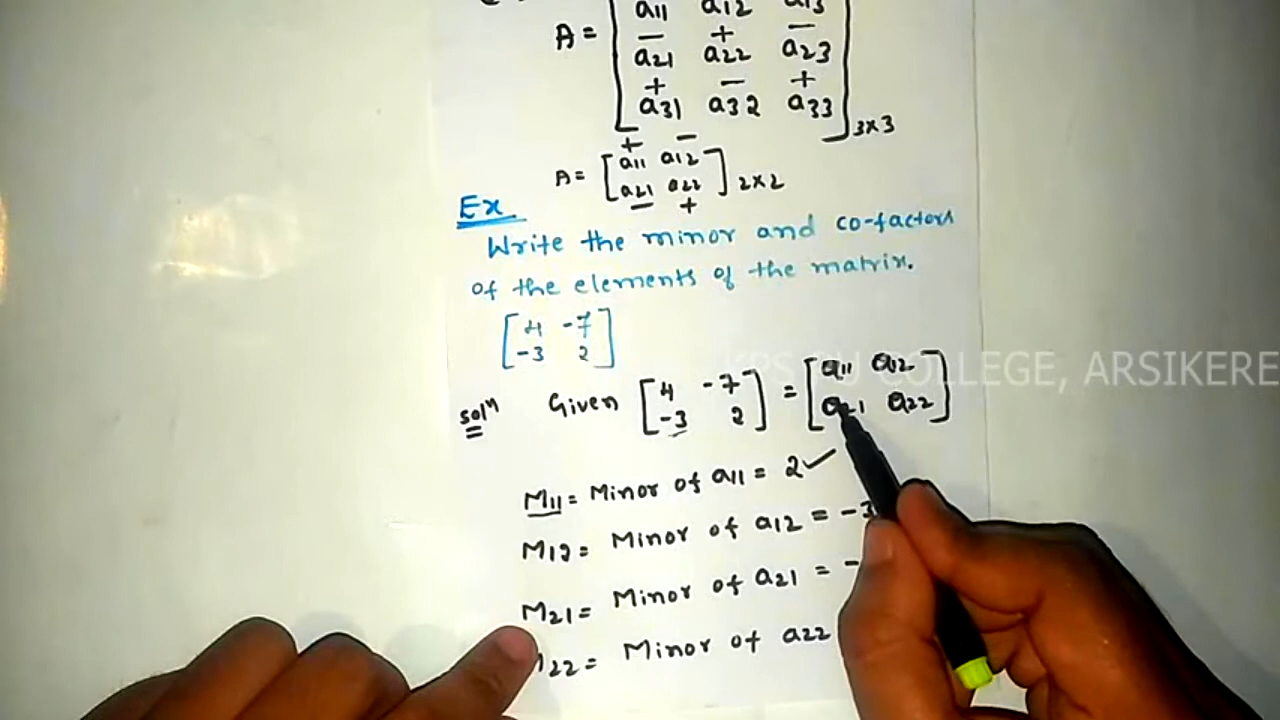 a11 a12 a13
A =
— + —
a21 a22 a23
+ — +
a31 a32 a33
3×3
+ —
A = [a11 a12
a21 a22] 2×2
— +
Ex
Write the minor and co-factors
of the elements of the matrix.
[4 -7
-3 2]
KPS PU COLLEGE, ARSIKERE
Solⁿ Given [4 -7 = [a11 a12
-3 2] a21 a22]
M11 = Minor of a11 = 2 ✓
M12 = Minor of a12 = -3
M21 = Minor of a21 = -
M22 = Minor of a22